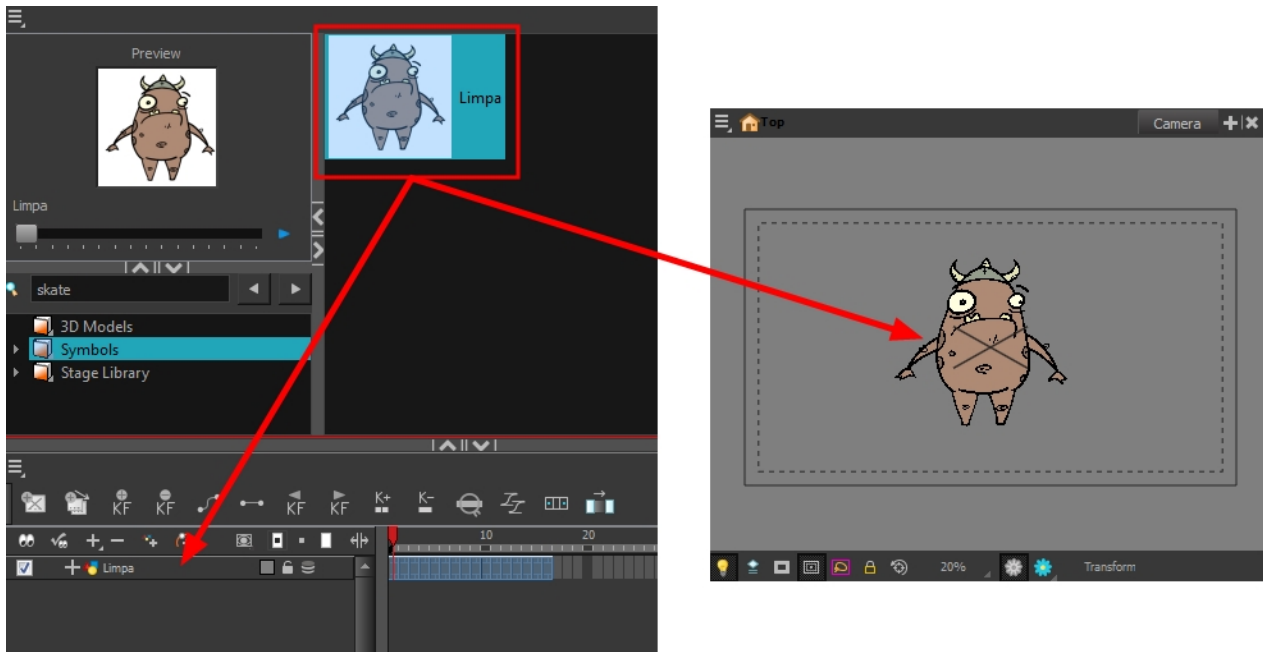 Preview
Limpa
Limpa
skate
3D Models
Symbols
Stage Library
KF
KF
KF
KF
K+
K-
10
20
Limpa
Top
Camera
20%
Transform